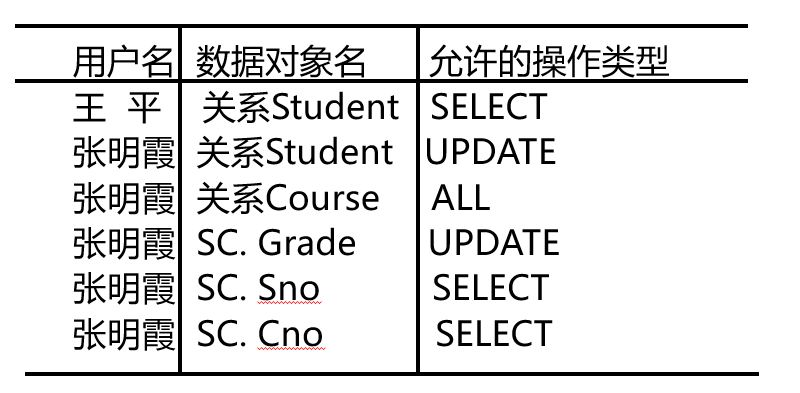 用户名 数据对象名 允许的操作类型
王 平 关系Student SELECT
张明霞 关系Student UPDATE
张明霞 关系Course ALL
张明霞 SC. Grade UPDATE
张明霞 SC. Sno SELECT
张明霞 SC. Cno SELECT